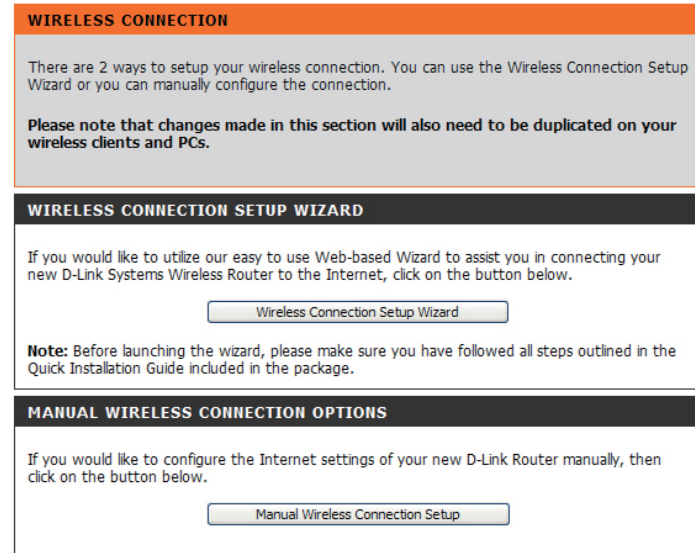 WIRELESS CONNECTION
There are 2 ways to setup your wireless connection. You can use the Wireless Connection Setup
Wizard or you can manually configure the connection.
Please note that changes made in this section will also need to be duplicated on your
wireless clients and PCs.
WIRELESS CONNECTION SETUP WIZARD
If you would like to utilize our easy to use Web-based Wizard to assist you in connecting your
new D-Link Systems Wireless Router to the Internet, click on the button below.
Wireless Connection Setup Wizard
Note: Before launching the wizard, please make sure you have followed all steps outlined in the
Quick Installation Guide included in the package.
MANUAL WIRELESS CONNECTION OPTIONS
If you would like to configure the Internet settings of your new D-Link Router manually, then
click on the button below.
Manual Wireless Connection Setup